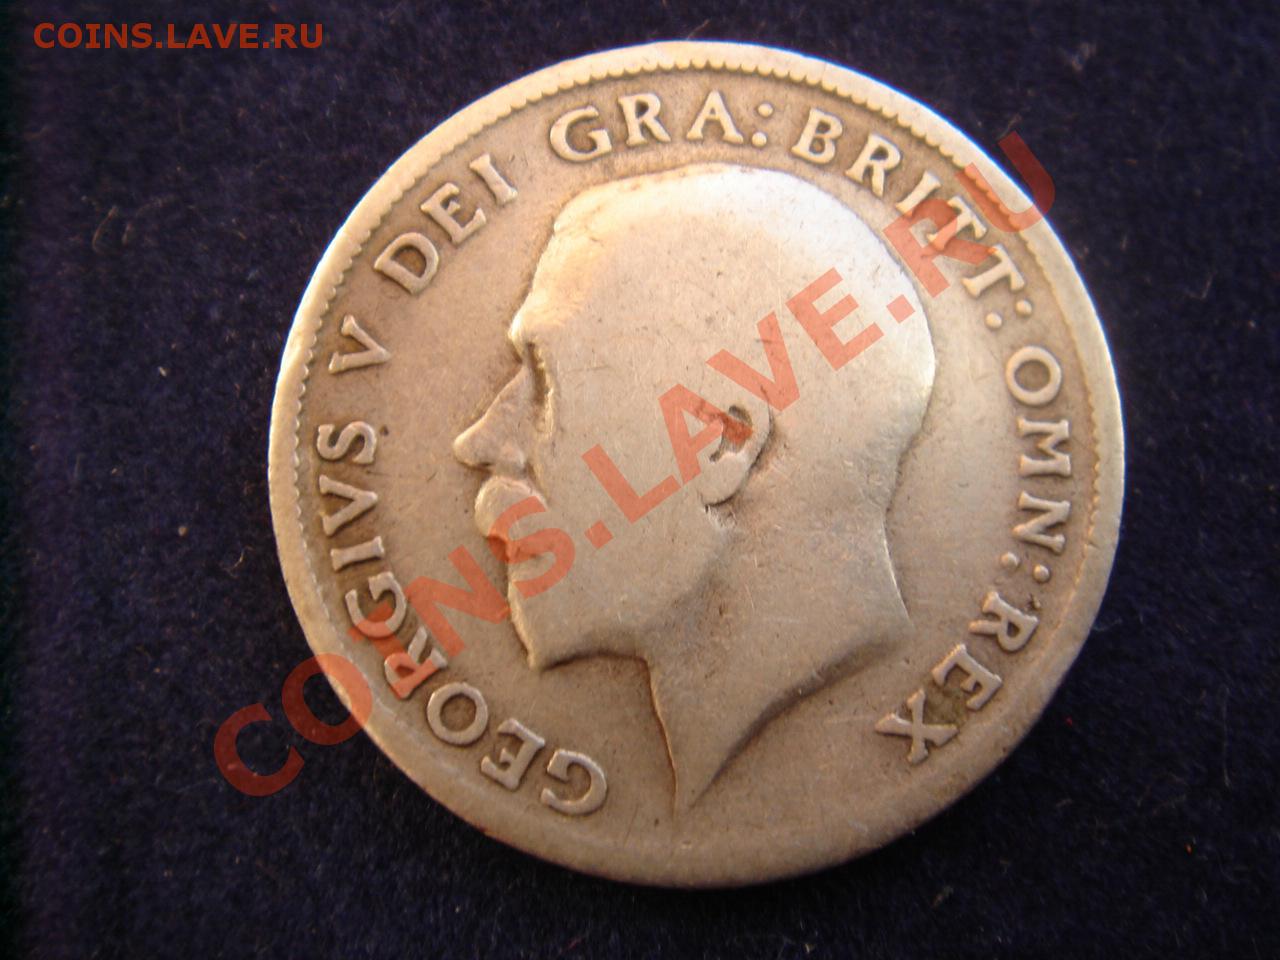 COINS.LAVE.RU
GEORGIVS V DEI GRA: BRITT: OMN: REX
COINS.LAVE.RU